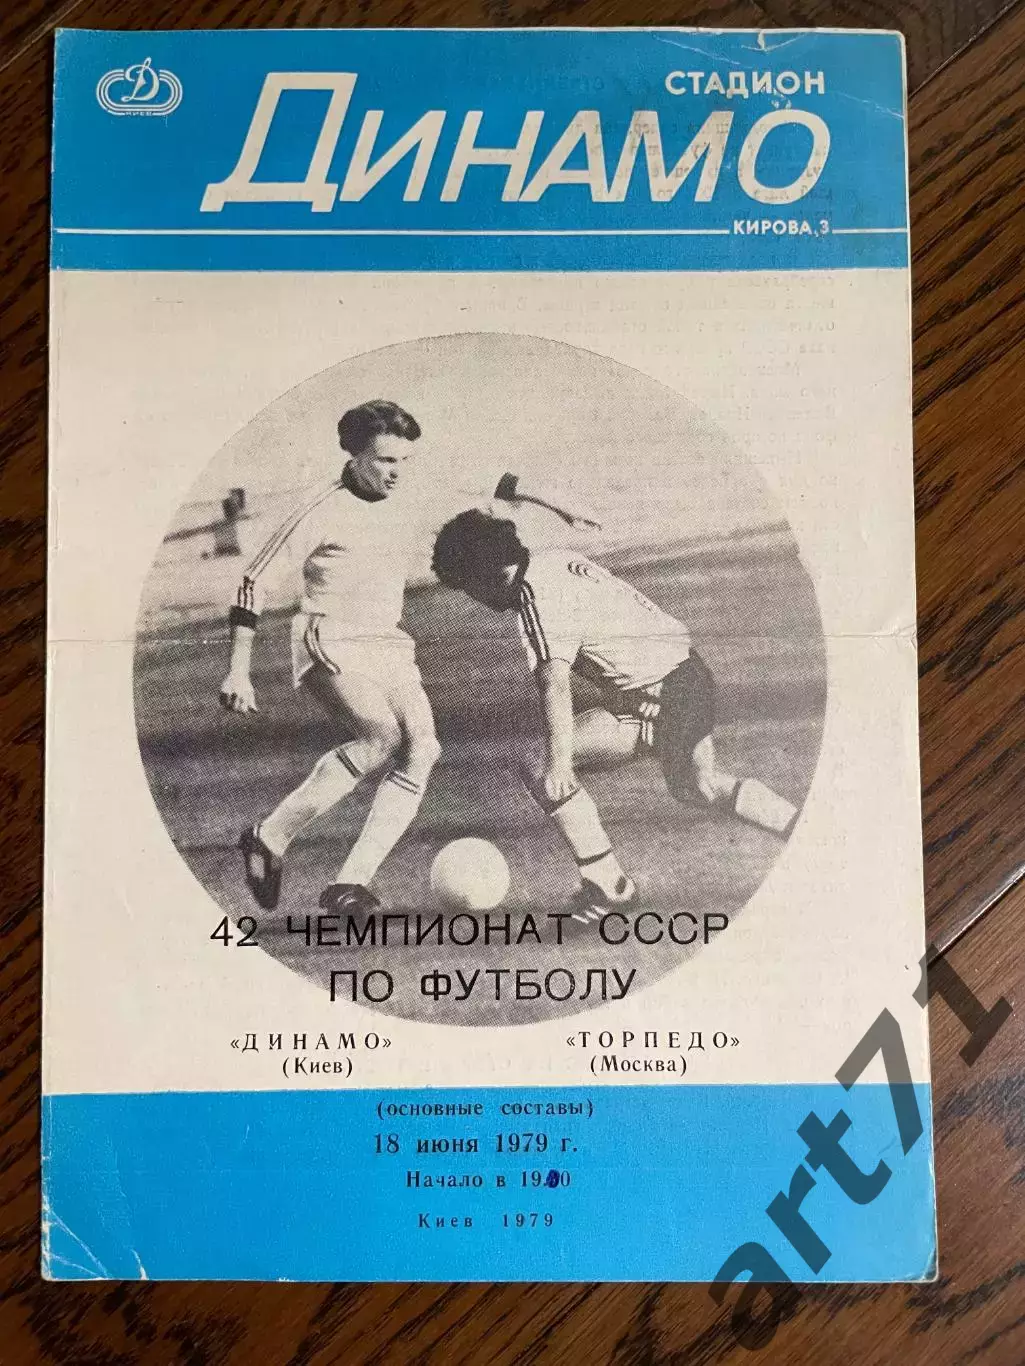 Д
КИЕВ
СТАДИОН
ДИНАМО
КИРОВА, 3
42 ЧЕМПИОНАТ СССР
ПО ФУТБОЛУ
«ДИНАМО» «ТОРПЕДО»
(Киев) (Москва)
(основные составы)
18 июня 1979 г.
Начало в 19.00
Киев 1979
art71